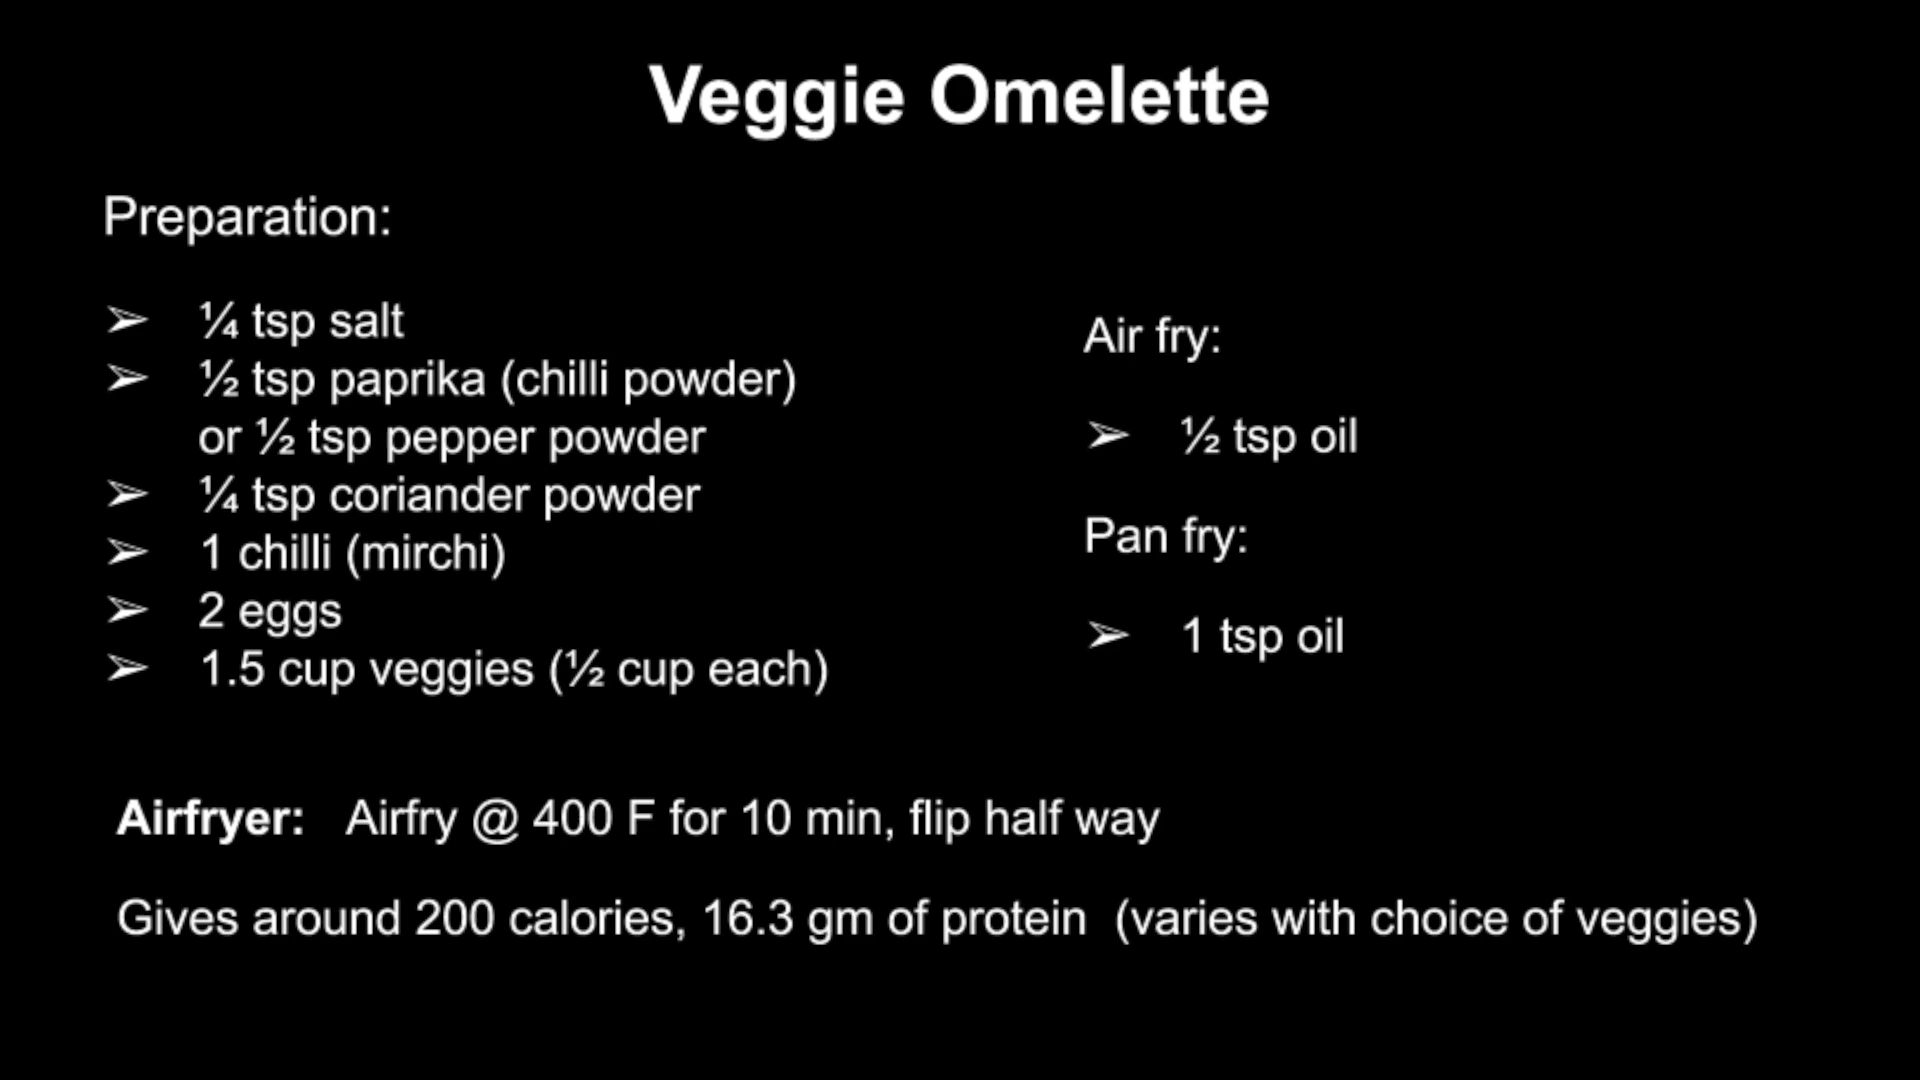 Veggie Omelette
Preparation:
➢ ¼ tsp salt
➢ ½ tsp paprika (chilli powder)
or ½ tsp pepper powder
➢ ¼ tsp coriander powder
➢ 1 chilli (mirchi)
➢ 2 eggs
➢ 1.5 cup veggies (½ cup each)
Air fry:
➢ ½ tsp oil
Pan fry:
➢ 1 tsp oil
Airfryer: Airfry @ 400 F for 10 min, flip half way
Gives around 200 calories, 16.3 gm of protein (varies with choice of veggies)